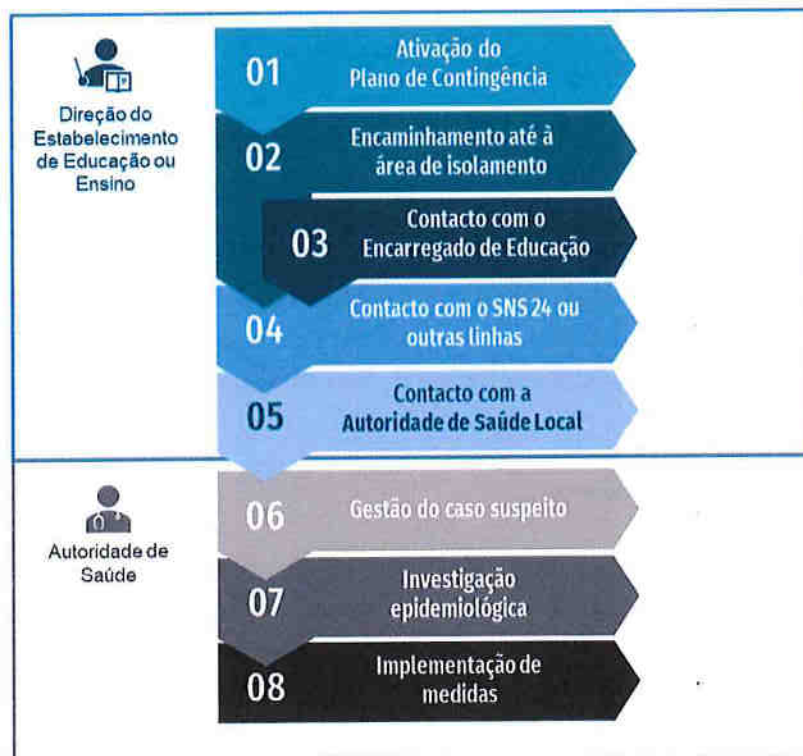 Direção do
Estabelecimento
de Educação ou
Ensino
01
Ativação do
Plano de Contingência
02
Encaminhamento até à
área de isolamento
03
Contacto com o
Encarregado de Educação
04
Contacto com o SNS 24 ou
outras linhas
05
Contacto com a
Autoridade de Saúde Local
Autoridade de
Saúde
06
Gestão do caso suspeito
07
Investigação
epidemiológica
08
Implementação de
medidas